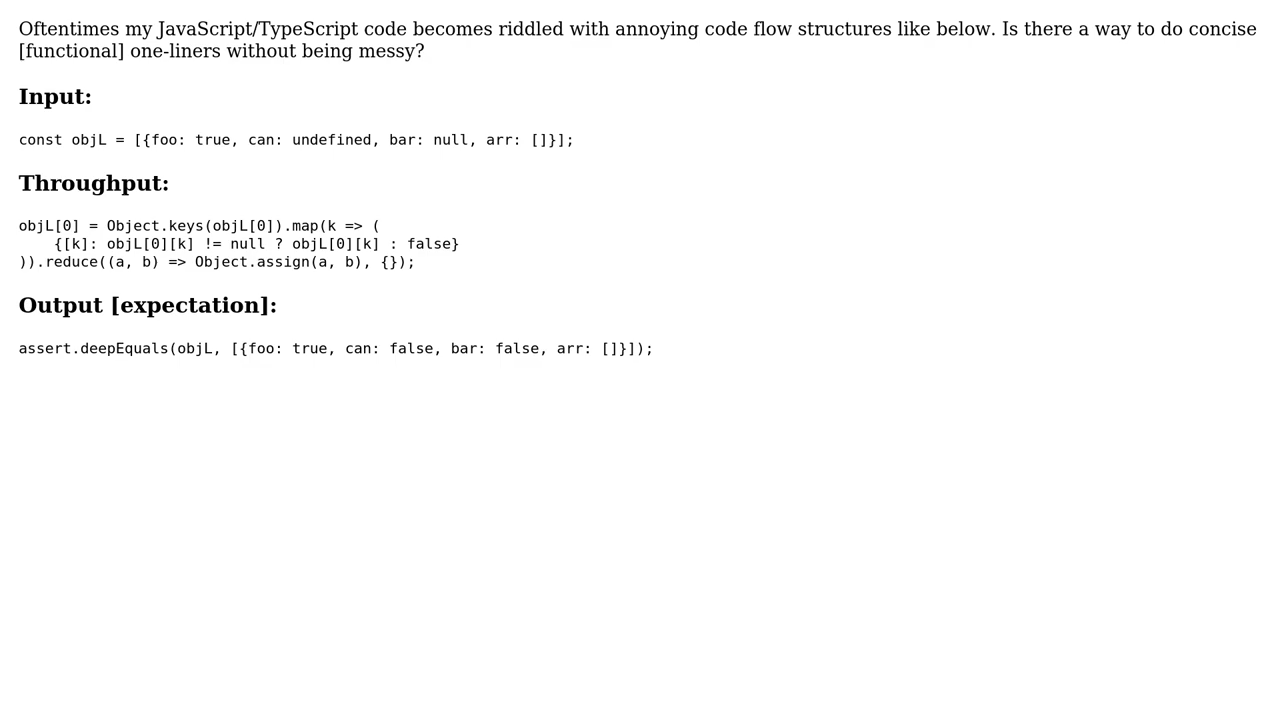 Oftentimes my JavaScript/TypeScript code becomes riddled with annoying code flow structures like below. Is there a way to do concise
[functional] one-liners without being messy?
Input:
const objL = [{foo: true, can: undefined, bar: null, arr: []}];
Throughput:
objL[0] = Object.keys(objL[0]).map(k => (
    {[k]: objL[0][k] != null ? objL[0][k] : false}
)).reduce((a, b) => Object.assign(a, b), {});
Output [expectation]:
assert.deepEquals(objL, [{foo: true, can: false, bar: false, arr: []}]);